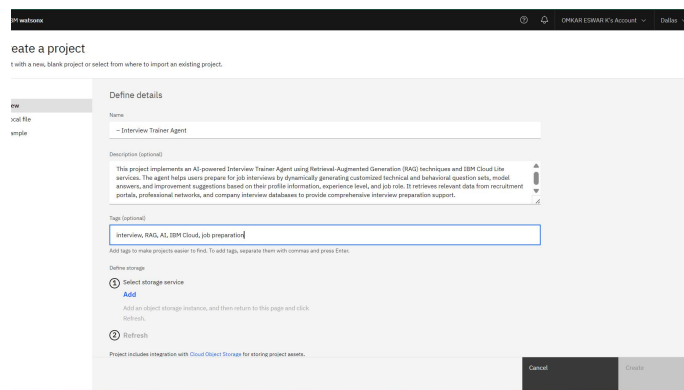 IBM watsonx
OMKAR ESWAR K's Account
Dallas
eate a project
t with a new, blank project or select from where to import an existing project.
ew
ocal file
ample
Define details
Name
– Interview Trainer Agent
Description (optional)
This project implements an AI-powered Interview Trainer Agent using Retrieval-Augmented Generation (RAG) techniques and IBM Cloud Lite
services. The agent helps users prepare for job interviews by dynamically generating customized technical and behavioral question sets, model
answers, and improvement suggestions based on their profile information, experience level, and job role. It retrieves relevant data from recruitment
portals, professional networks, and company interview databases to provide comprehensive interview preparation support.
Tags (optional)
interview, RAG, AI, IBM Cloud, job preparation
Add tags to make projects easier to find. To add tags, separate them with commas and press Enter.
Define storage
1 Select storage service
Add
Add an object storage instance, and then return to this page and click
Refresh.
2 Refresh
Project includes integration with Cloud Object Storage for storing project assets.
Cancel
Create